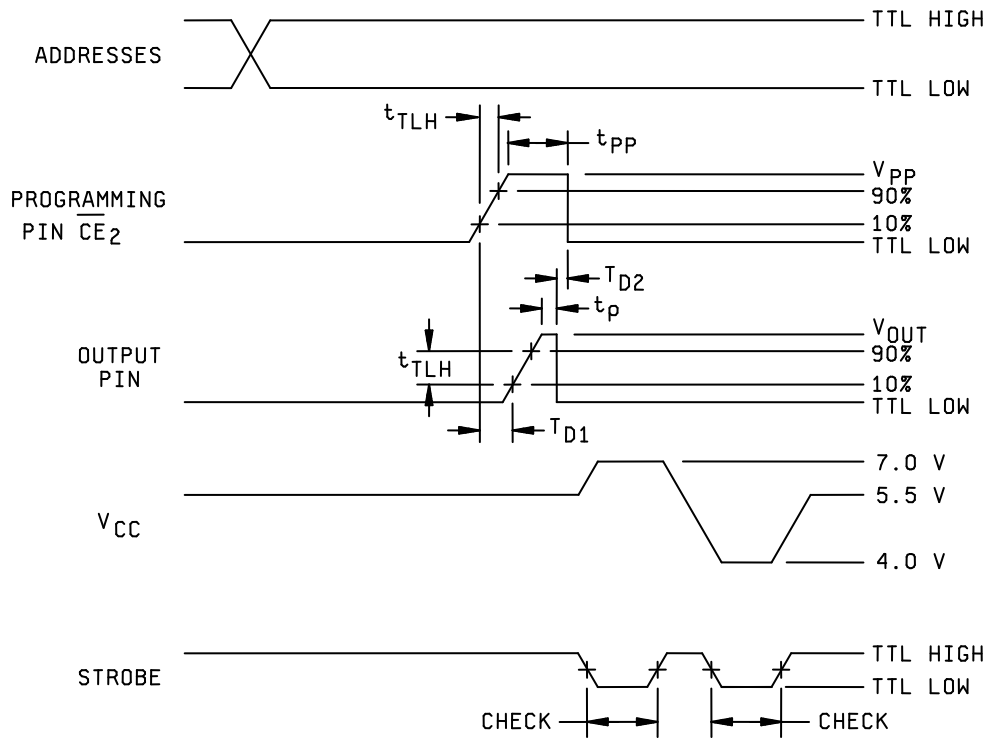 TTL HIGH
ADDRESSES
TTL LOW
tTLH
tPP
VPP
PROGRAMMING
PIN CE2
90%
10%
TTL LOW
TD2
tp
VOUT
OUTPUT
PIN
tTLH
90%
10%
TTL LOW
TD1
7.0 V
5.5 V
VCC
4.0 V
TTL HIGH
STROBE
TTL LOW
CHECK
CHECK